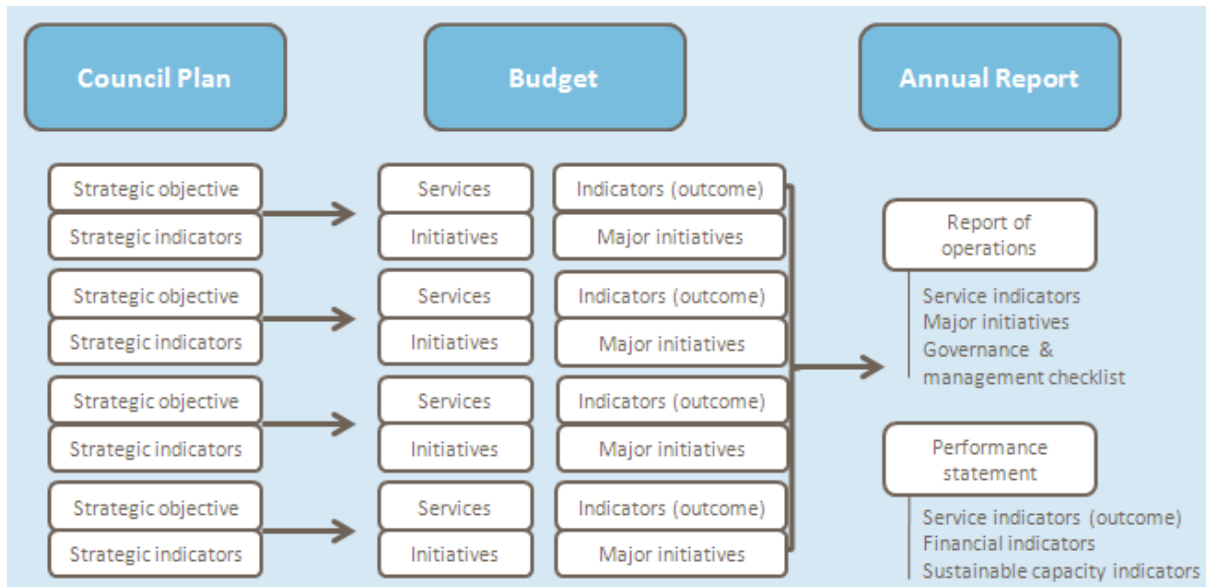 Council Plan
Budget
Annual Report
Strategic objective
Strategic indicators
Strategic objective
Strategic indicators
Strategic objective
Strategic indicators
Strategic objective
Strategic indicators
Services
Indicators (outcome)
Initiatives
Major initiatives
Services
Indicators (outcome)
Initiatives
Major initiatives
Services
Indicators (outcome)
Initiatives
Major initiatives
Services
Indicators (outcome)
Initiatives
Major initiatives
Report of
operations
Service indicators
Major initiatives
Governance &
management checklist
Performance
statement
Service indicators (outcome)
Financial indicators
Sustainable capacity indicators